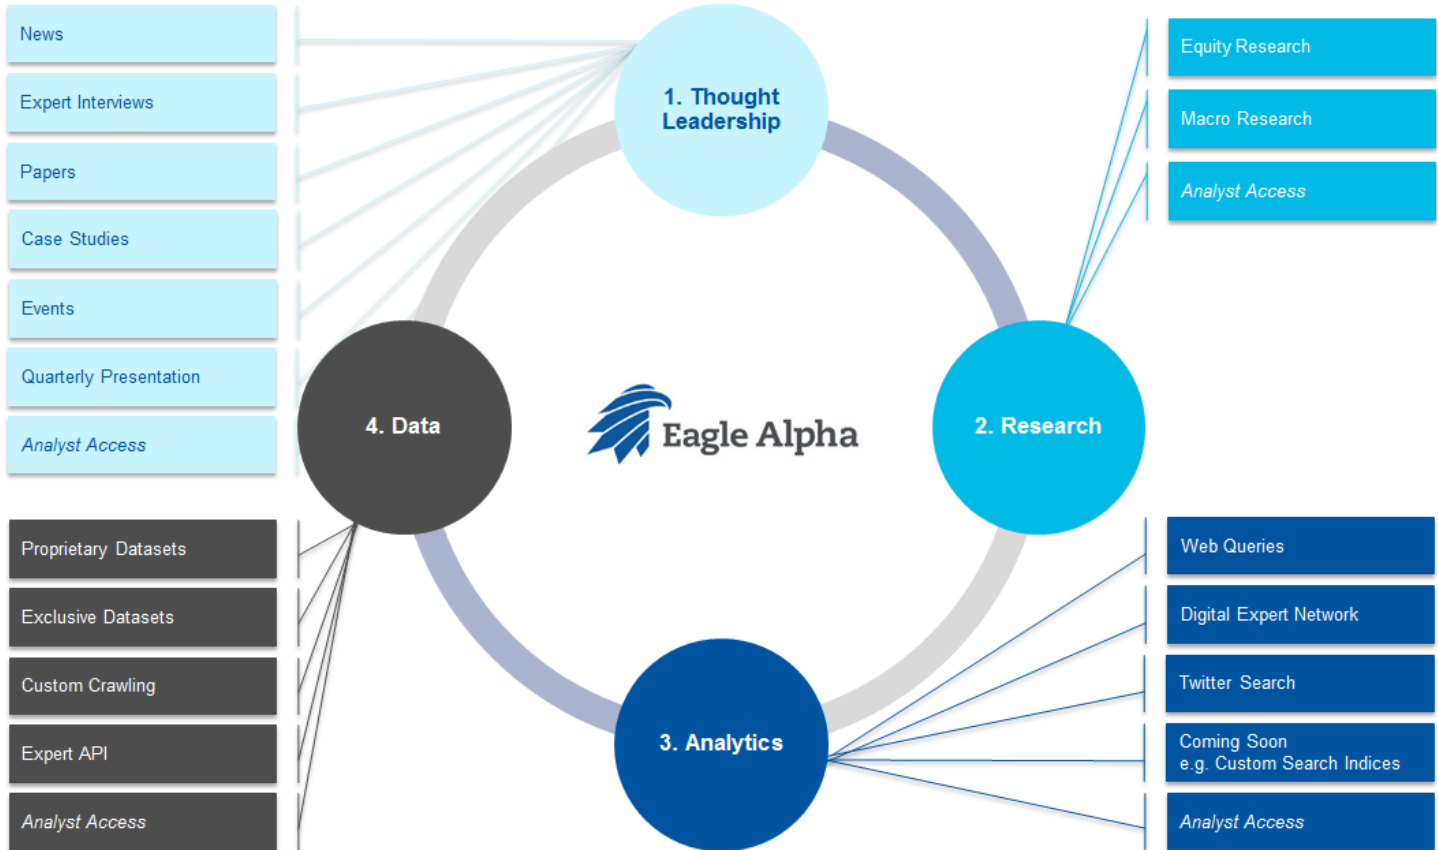 News
Expert Interviews
Papers
Case Studies
Events
Quarterly Presentation
Analyst Access
1. Thought
Leadership
Equity Research
Macro Research
Analyst Access
4. Data
Eagle Alpha
2. Research
Proprietary Datasets
Exclusive Datasets
Custom Crawling
Expert API
Analyst Access
3. Analytics
Web Queries
Digital Expert Network
Twitter Search
Coming Soon
e.g. Custom Search Indices
Analyst Access